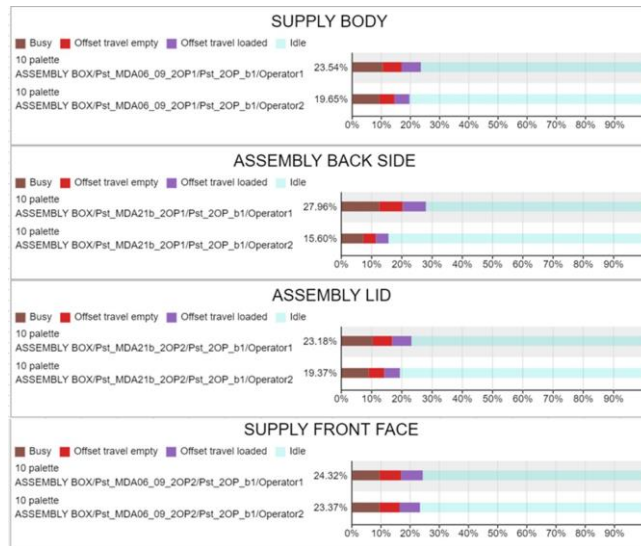 SUPPLY BODY
Busy Offset travel empty Offset travel loaded Idle
10 palette
ASSEMBLY BOX/Pst_MDA06_09_2OP1/Pst_2OP_b1/Operator1 23.54%
10 palette
ASSEMBLY BOX/Pst_MDA06_09_2OP1/Pst_2OP_b1/Operator2 19.65%
0% 10% 20% 30% 40% 50% 60% 70% 80% 90%
ASSEMBLY BACK SIDE
Busy Offset travel empty Offset travel loaded Idle
10 palette
ASSEMBLY BOX/Pst_MDA21b_2OP1/Pst_2OP_b1/Operator1 27.96%
10 palette
ASSEMBLY BOX/Pst_MDA21b_2OP1/Pst_2OP_b1/Operator2 15.60%
0% 10% 20% 30% 40% 50% 60% 70% 80% 90%
ASSEMBLY LID
Busy Offset travel empty Offset travel loaded Idle
10 palette
ASSEMBLY BOX/Pst_MDA21b_2OP2/Pst_2OP_b1/Operator1 23.18%
10 palette
ASSEMBLY BOX/Pst_MDA21b_2OP2/Pst_2OP_b1/Operator2 19.37%
0% 10% 20% 30% 40% 50% 60% 70% 80% 90%
SUPPLY FRONT FACE
Busy Offset travel empty Offset travel loaded Idle
10 palette
ASSEMBLY BOX/Pst_MDA06_09_2OP2/Pst_2OP_b1/Operator1 24.32%
10 palette
ASSEMBLY BOX/Pst_MDA06_09_2OP2/Pst_2OP_b1/Operator2 23.37%
0% 10% 20% 30% 40% 50% 60% 70% 80% 90%